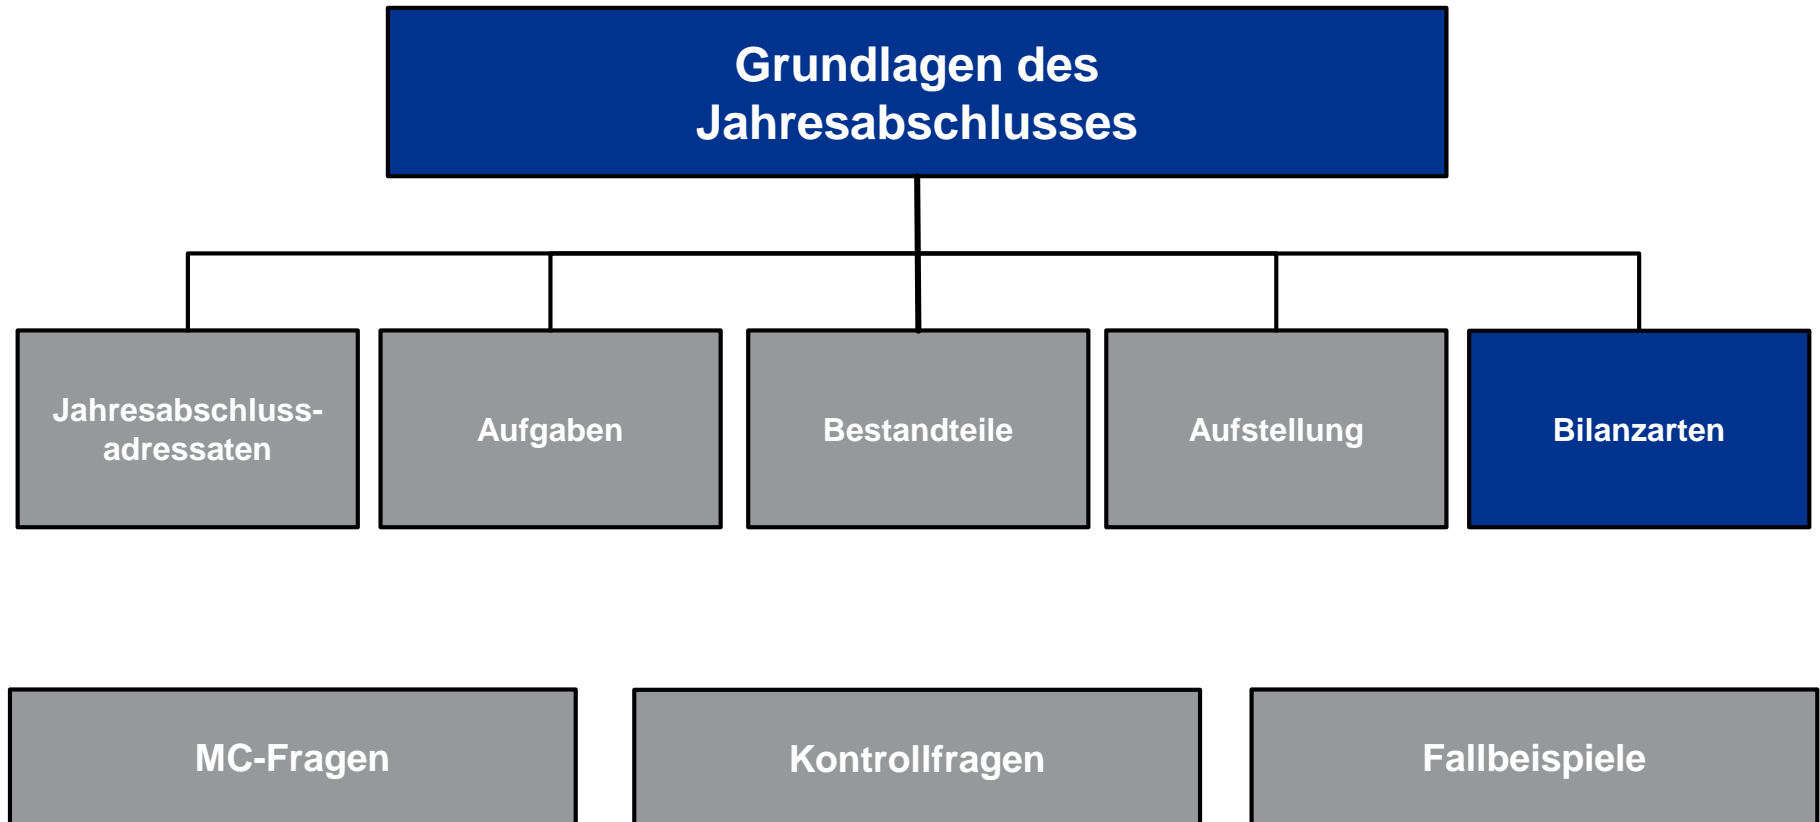 Grundlagen des
Jahresabschlusses
Jahresabschluss-
adressaten
Aufgaben
Bestandteile
Aufstellung
Bilanzarten
MC-Fragen
Kontrollfragen
Fallbeispiele